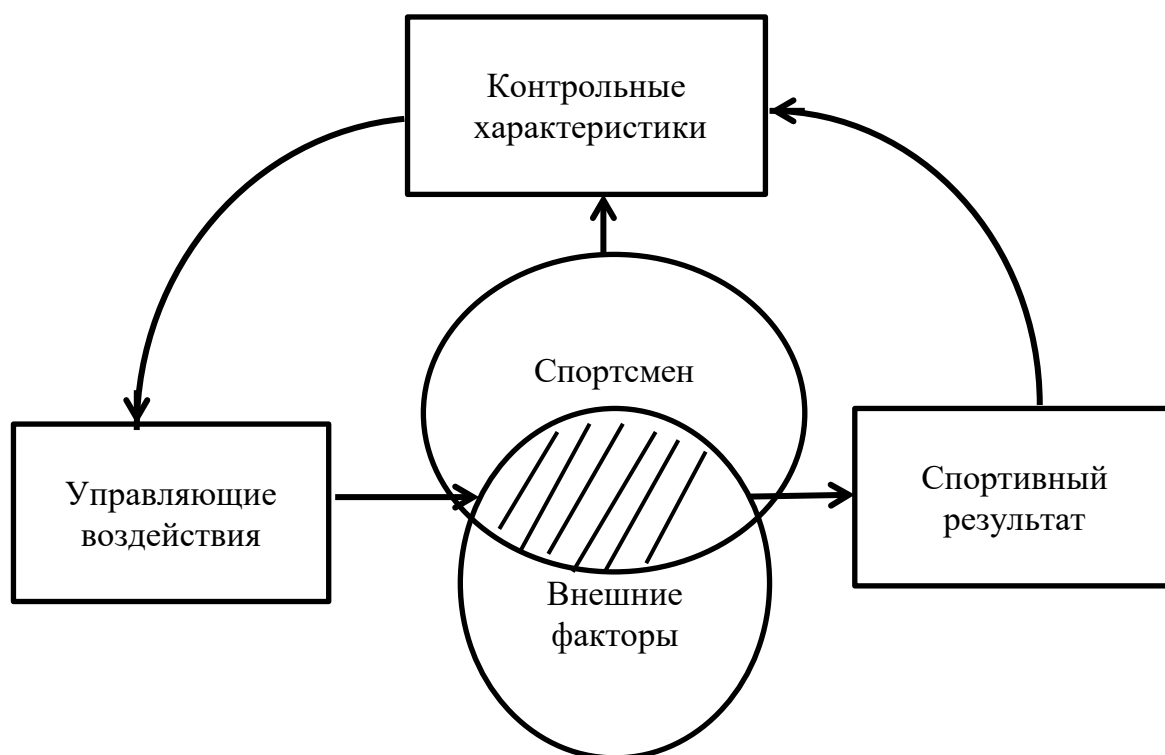 Контрольные
характеристики
Спортсмен
Управляющие
воздействия
Спортивный
результат
Внешние
факторы